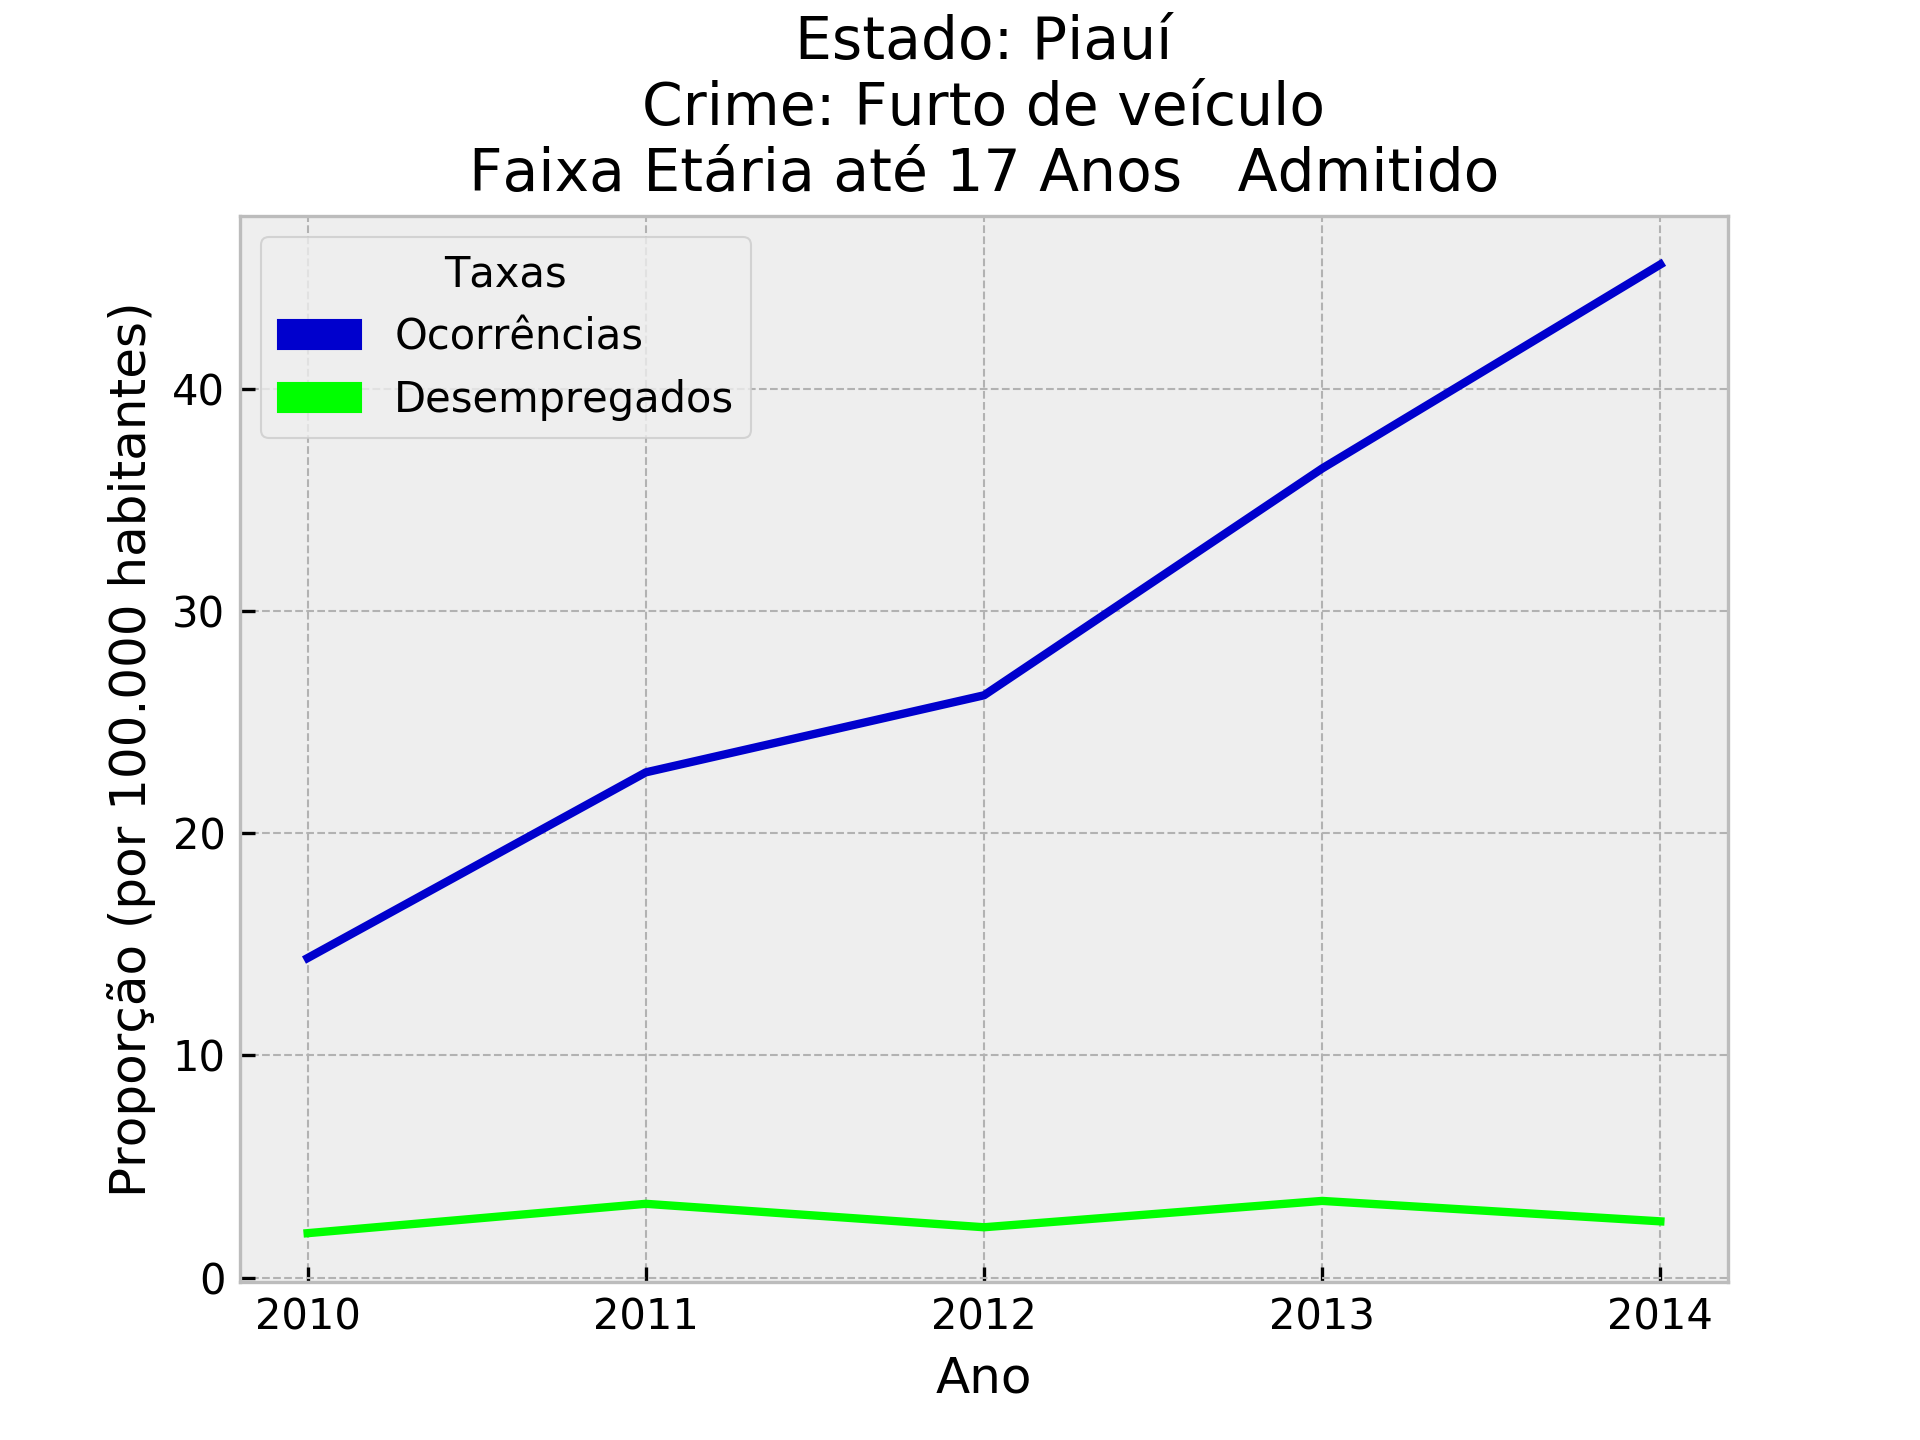 Estado: Piauí
Crime: Furto de veículo
Faixa Etária até 17 Anos   Admitido
Taxas
Ocorrências
Desempregados
Proporção (por 100.000 habitantes)
40
30
20
10
0
2010 2011 2012 2013 2014
Ano